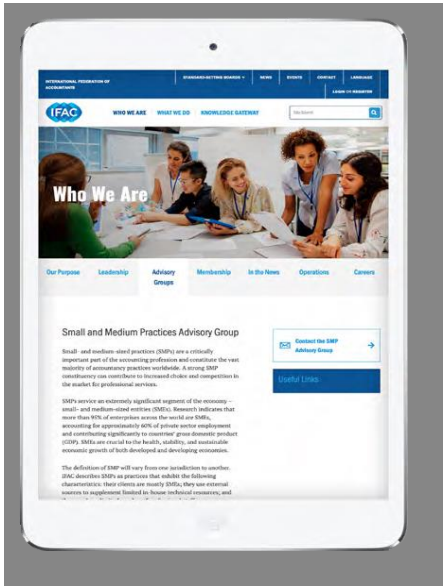 INTERNATIONAL FEDERATION OF
ACCOUNTANTS
STANDARD-SETTING BOARDS
NEWS
EVENTS
CONTACT
LANGUAGE
LOGIN OR REGISTER
IFAC
WHO WE ARE
WHAT WE DO
KNOWLEDGE GATEWAY
Who We Are
Our Purpose
Leadership
Advisory
Groups
Membership
In the News
Operations
Careers
Small and Medium Practices Advisory Group
Small- and medium-sized practices (SMPs) are a critically
important part of the accounting profession and constitute the vast
majority of accountancy practices worldwide. A strong SMP
constituency can contribute to increased choice and competition in
the market for professional services.
SMPs service an extremely significant segment of the economy –
small- and medium-sized entities (SMEs). Research indicates that
more than 95% of enterprises across the world are SMEs,
accounting for approximately 60% of private sector employment
and contributing significantly to countries' gross domestic product
(GDP). SMEs are crucial to the health, stability, and sustainable
economic growth of both developed and developing economies.
The definition of SMP will vary from one jurisdiction to another.
IFAC describes SMPs as practices that exhibit the following
characteristics: their clients are mostly SMEs; they use external
sources to supplement limited in-house technical resources; and
Contact the SMP
Advisory Group
Useful Links